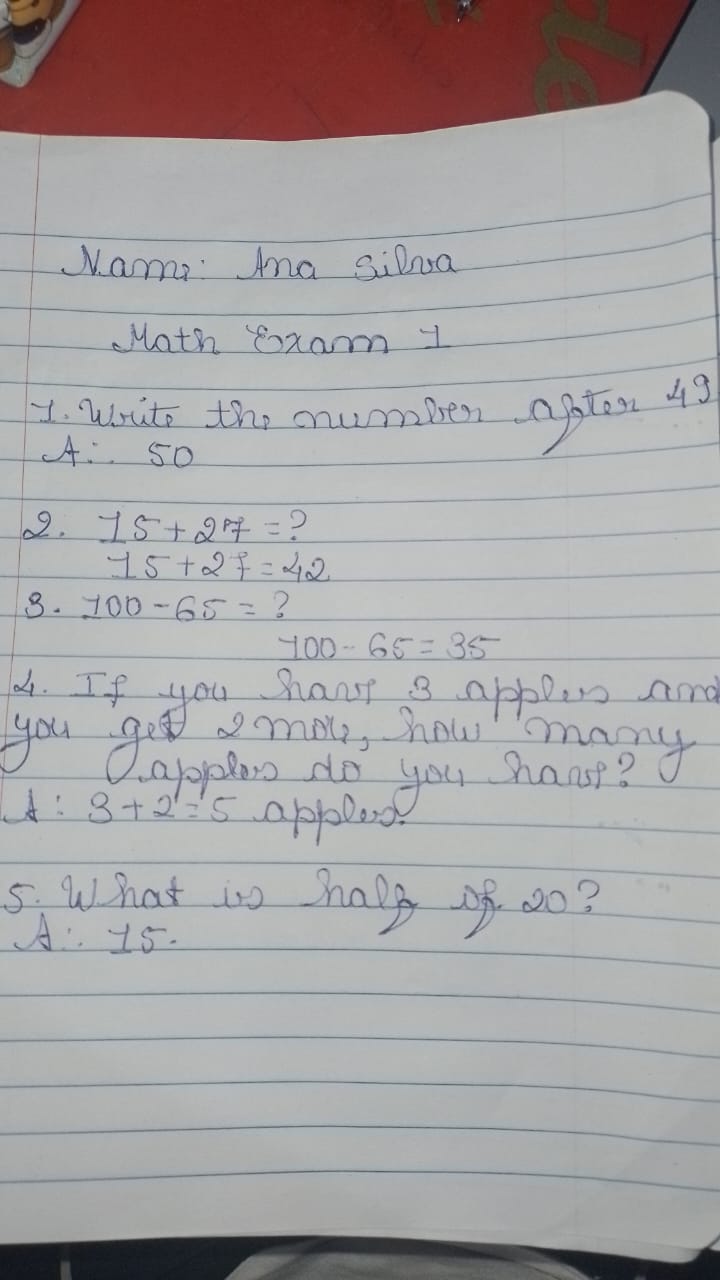 Name: Ana Silva
Math Exam 1
1. Write the number after 49
A: 50
2. 15+27=?
15+27=42
3. 100-65=?
100-65=35
4. If you have 3 apples and
you get 2 more, how many
apples do you have?
A: 3+2=5 apples.
5. What is half of 20?
A: 15.